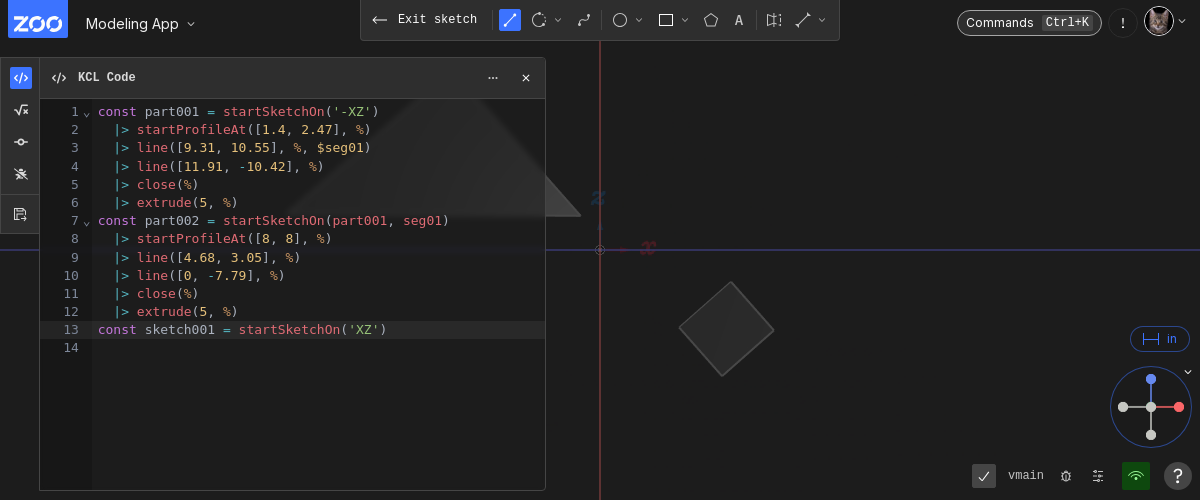 ZOO
Modeling App
Exit sketch
A
Commands Ctrl+K
!
KCL Code
1 const part001 = startSketchOn('-XZ')
2 |> startProfileAt([1.4, 2.47], %)
3 |> line([9.31, 10.55], %, $seg01)
4 |> line([11.91, -10.42], %)
5 |> close(%)
6 |> extrude(5, %)
7 const part002 = startSketchOn(part001, seg01)
8 |> startProfileAt([8, 8], %)
9 |> line([4.68, 3.05], %)
10 |> line([0, -7.79], %)
11 |> close(%)
12 |> extrude(5, %)
13 const sketch001 = startSketchOn('XZ')
14
z
x
in
vmain
?